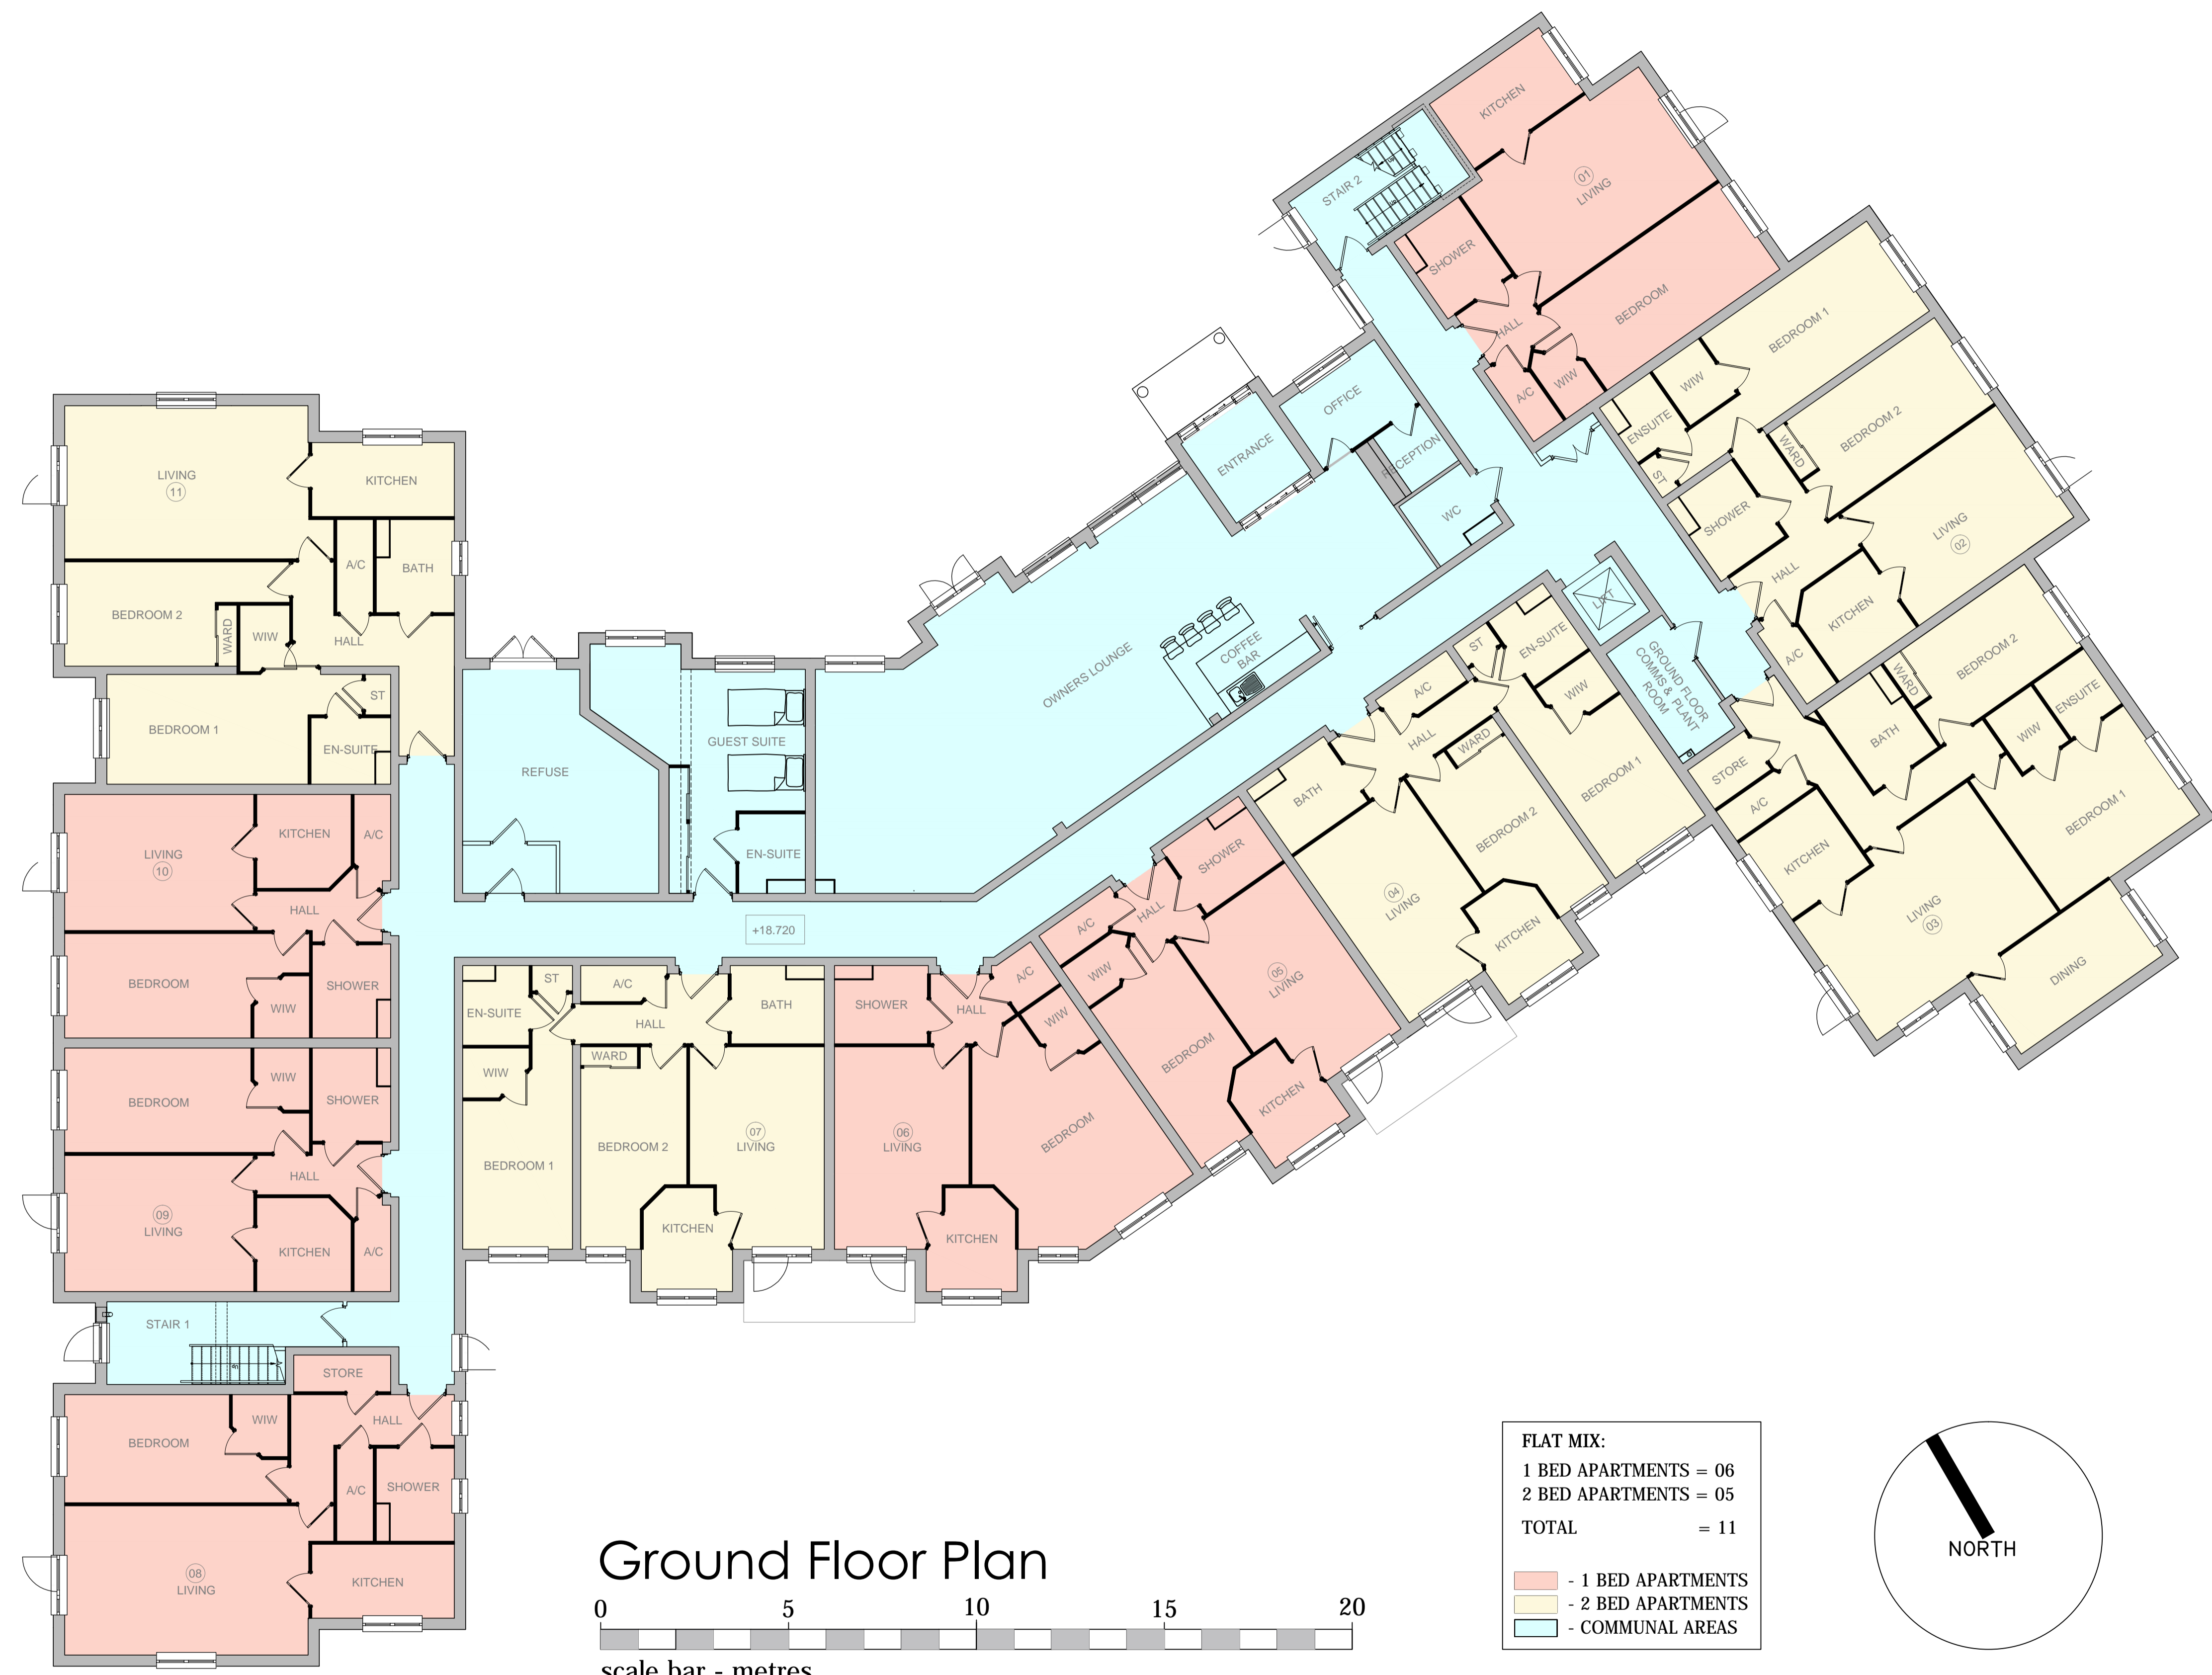 KITCHEN
STAIR 2
01
LIVING
SHOWER
BEDROOM
HALL
A/C
WIW
BEDROOM 1
WIW
ENSUITE
ST
BEDROOM 2
WARD
SHOWER
LIVING
02
HALL
KITCHEN
A/C
OFFICE
RECEPTION
ENTRANCE
WC
LIFT
GROUND FLOOR
COMMS & PLANT
ROOM
OWNERS LOUNGE
COFFEE
BAR
BEDROOM 2
WARD
ENSUITE
WIW
BATH
BEDROOM 1
STORE
A/C
KITCHEN
LIVING
03
DINING
ST
EN-SUITE
WIW
A/C
HALL
WARD
BATH
BEDROOM 1
BEDROOM 2
04
LIVING
KITCHEN
SHOWER
A/C
HALL
WIW
05
LIVING
BEDROOM
KITCHEN
LIVING
11
KITCHEN
A/C
BATH
BEDROOM 2
WARD
WIW
HALL
BEDROOM 1
ST
EN-SUITE
REFUSE
GUEST SUITE
EN-SUITE
+18.720
LIVING
10
KITCHEN
A/C
HALL
BEDROOM
WIW
SHOWER
BEDROOM
WIW
SHOWER
HALL
09
LIVING
KITCHEN
A/C
EN-SUITE
ST
A/C
BATH
HALL
WIW
WARD
BEDROOM 1
BEDROOM 2
07
LIVING
KITCHEN
SHOWER
HALL
A/C
WIW
06
LIVING
BEDROOM
KITCHEN
STAIR 1
STORE
BEDROOM
WIW
HALL
A/C
SHOWER
08
LIVING
KITCHEN
Ground Floor Plan
0 5 10 15 20
scale bar - metres
FLAT MIX:
1 BED APARTMENTS = 06
2 BED APARTMENTS = 05
TOTAL = 11
- 1 BED APARTMENTS
- 2 BED APARTMENTS
- COMMUNAL AREAS
NORTH